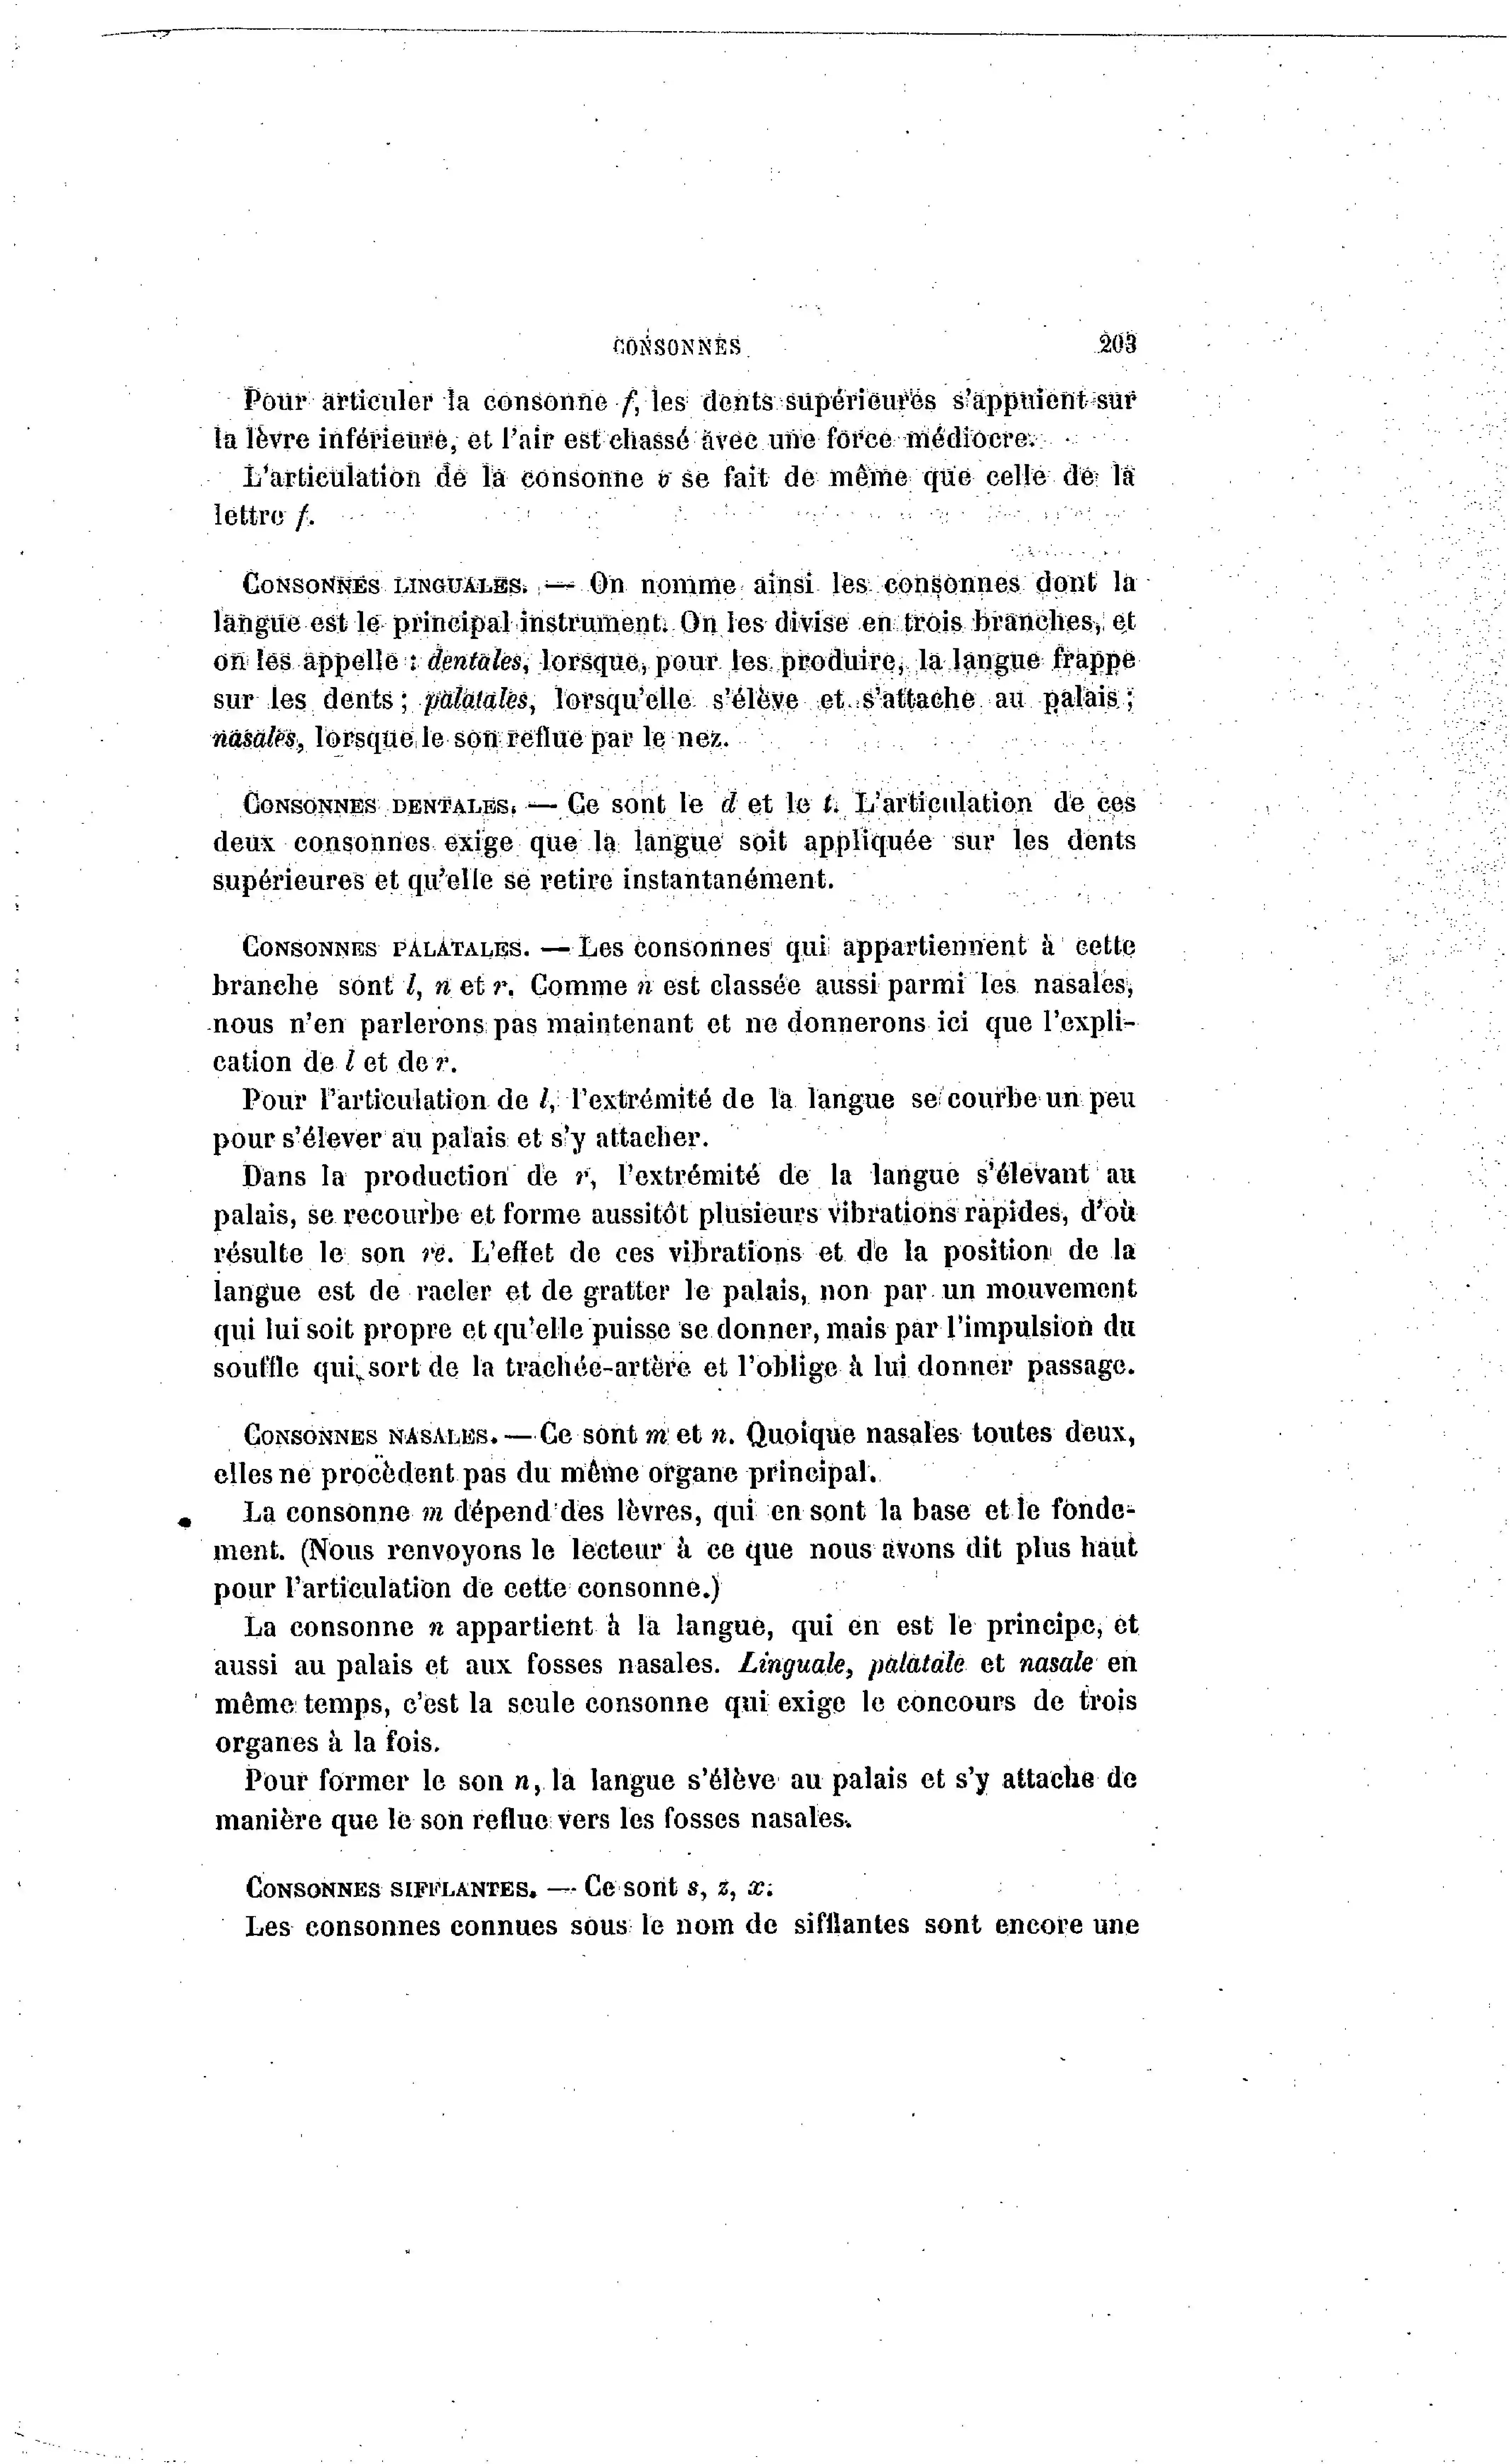 CONSONNES 203
Pour articuler la consonne f, les dents supérieures s'appuient sur
la lèvre inférieure, et l'air est chassé avec une force médiocre.
L'articulation de la consonne v se fait de même que celle de la
lettre f.
CONSONNES LINGUALES. — On nomme ainsi les consonnes dont la
langue est le principal instrument. On les divise en trois branches, et
on les appelle : dentales, lorsque, pour les produire, la langue frappe
sur les dents ; palatales, lorsqu'elle s'élève et s'attache au palais ;
nasales, lorsque le son reflue par le nez.
CONSONNES DENTALES. — Ce sont le d et le t. L'articulation de ces
deux consonnes exige que la langue soit appliquée sur les dents
supérieures et qu'elle se retire instantanément.
CONSONNES PALATALES. — Les consonnes qui appartiennent à cette
branche sont l, n et r. Comme n est classée aussi parmi les nasales,
nous n'en parlerons pas maintenant et ne donnerons ici que l'expli-
cation de l et de r.
Pour l'articulation de l, l'extrémité de la langue se courbe un peu
pour s'élever au palais et s'y attacher.
Dans la production de r, l'extrémité de la langue s'élevant au
palais, se recourbe et forme aussitôt plusieurs vibrations rapides, d'où
résulte le son re. L'effet de ces vibrations et de la position de la
langue est de racler et de gratter le palais, non par un mouvement
qui lui soit propre et qu'elle puisse se donner, mais par l'impulsion du
souffle qui sort de la trachée-artère et l'oblige à lui donner passage.
CONSONNES NASALES. — Ce sont m et n. Quoique nasales toutes deux,
elles ne procèdent pas du même organe principal.
La consonne m dépend des lèvres, qui en sont la base et le fonde-
ment. (Nous renvoyons le lecteur à ce que nous avons dit plus haut
pour l'articulation de cette consonne.)
La consonne n appartient à la langue, qui en est le principe, et
aussi au palais et aux fosses nasales. Linguale, palatale et nasale en
même temps, c'est la seule consonne qui exige le concours de trois
organes à la fois.
Pour former le son n, la langue s'élève au palais et s'y attache de
manière que le son reflue vers les fosses nasales.
CONSONNES SIFFLANTES. — Ce sont s, z, x.
Les consonnes connues sous le nom de sifflantes sont encore une